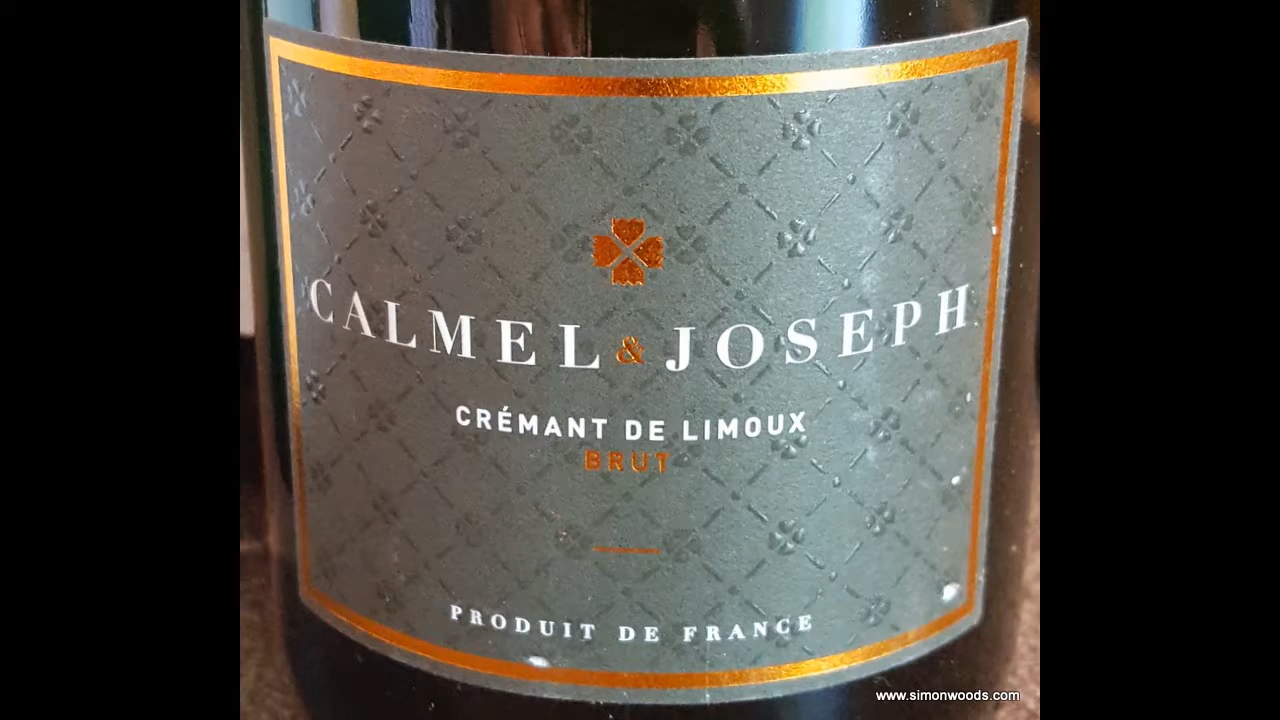 CALMEL & JOSEPH
CRÉMANT DE LIMOUX
BRUT
PRODUIT DE FRANCE
www.simonwoods.com